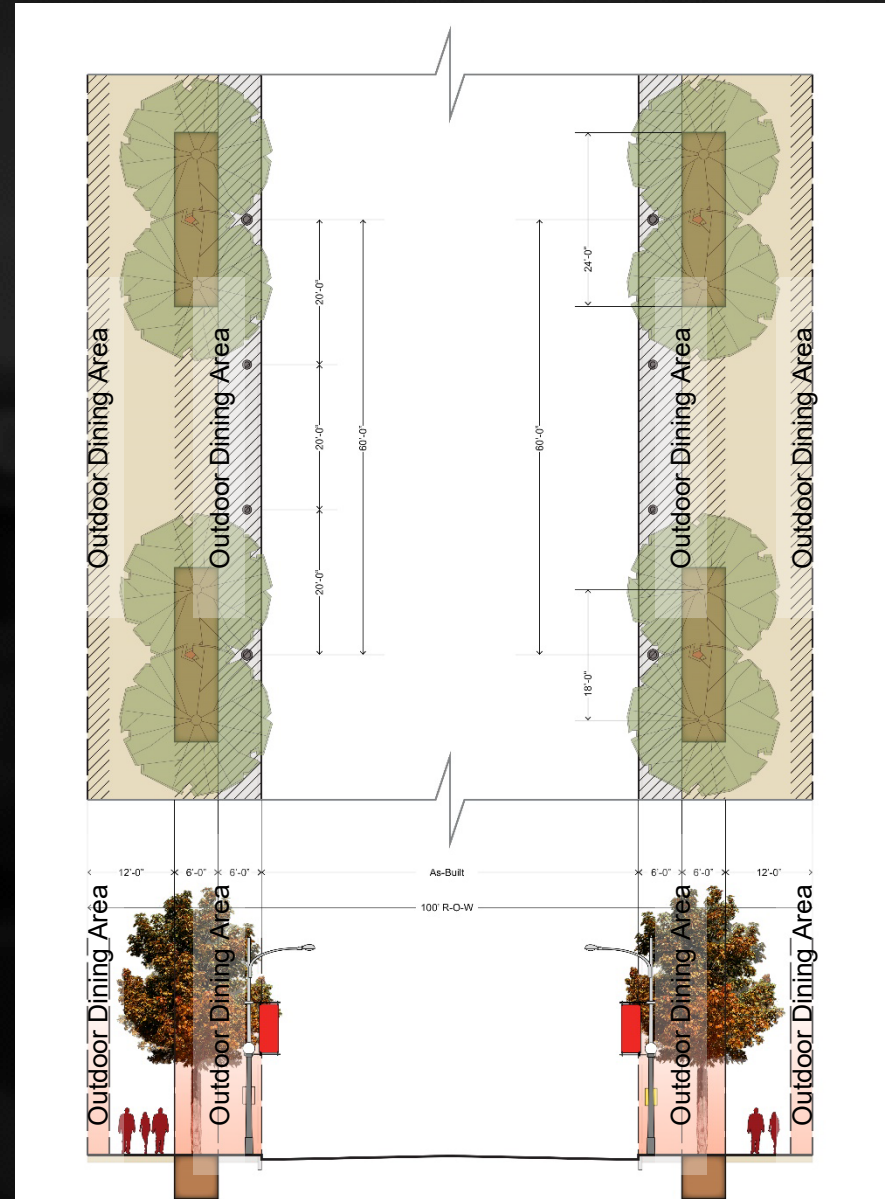 24'-0"
20'-0"
Outdoor Dining Area
Outdoor Dining Area
Outdoor Dining Area
Outdoor Dining Area
20'-0"
60'-0"
60'-0"
20'-0"
18'-0"
12'-0" 6'-0" 6'-0" As-Built 6'-0" 6'-0" 12'-0"
100' R-O-W
Outdoor Dining Area
Outdoor Dining Area
Outdoor Dining Area
Outdoor Dining Area